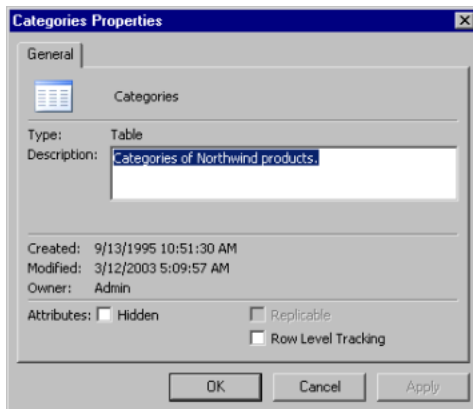 Categories Properties
General
Categories
Type: Table
Description: Categories of Northwind products.
Created: 9/13/1995 10:51:30 AM
Modified: 3/12/2003 5:09:57 AM
Owner: Admin
Attributes: Hidden Replicable
Row Level Tracking
OK Cancel Apply